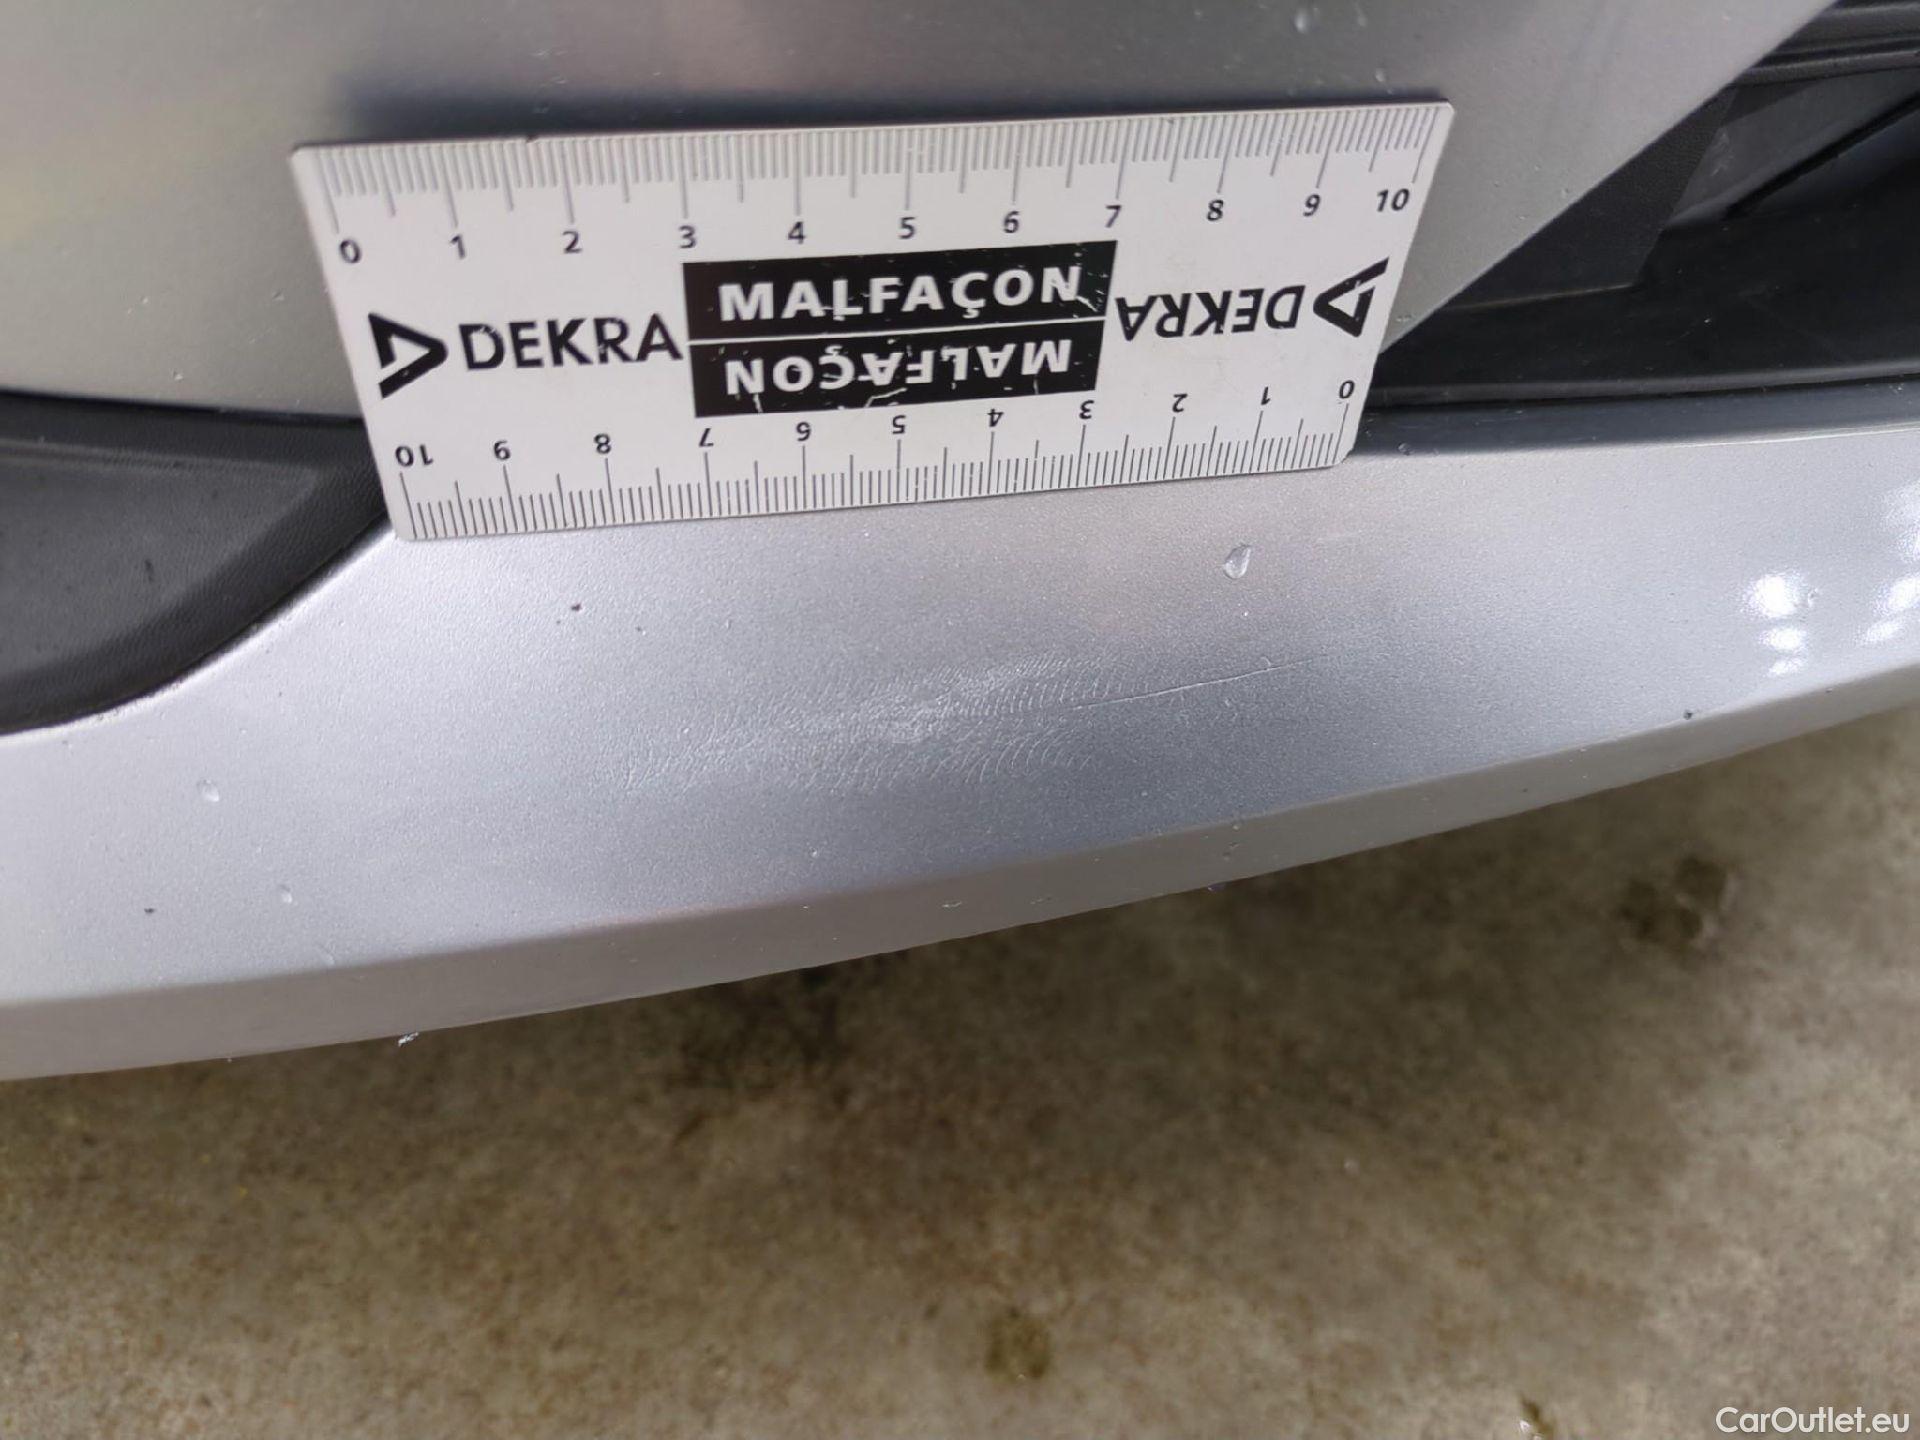 0 1 2 3 4 5 6 7 8 9 10
DEKRA MALFAÇON DEKRA
MALFAÇON
10 9 8 7 6 5 4 3 2 1 0
CarOutlet.eu